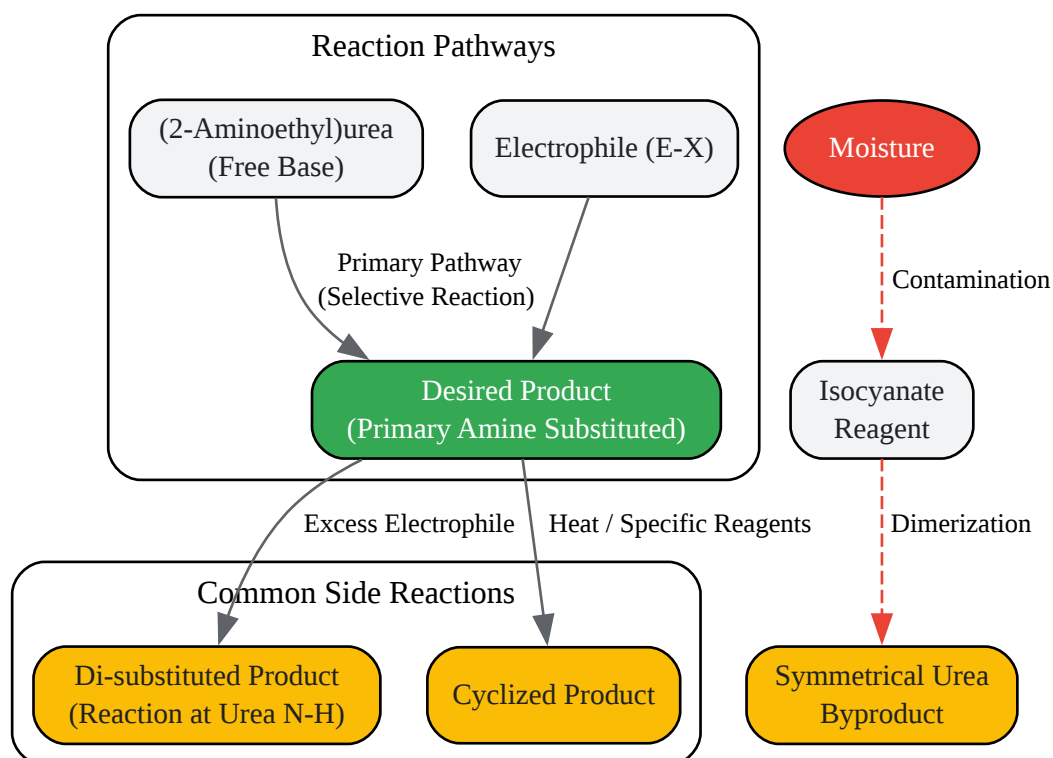 Reaction Pathways
(2-Aminoethyl)urea
(Free Base)
Electrophile (E-X)
Moisture
Primary Pathway
(Selective Reaction)
Contamination
Desired Product
(Primary Amine Substituted)
Isocyanate
Reagent
Excess Electrophile
Heat / Specific Reagents
Dimerization
Common Side Reactions
Di-substituted Product
(Reaction at Urea N-H)
Cyclized Product
Symmetrical Urea
Byproduct